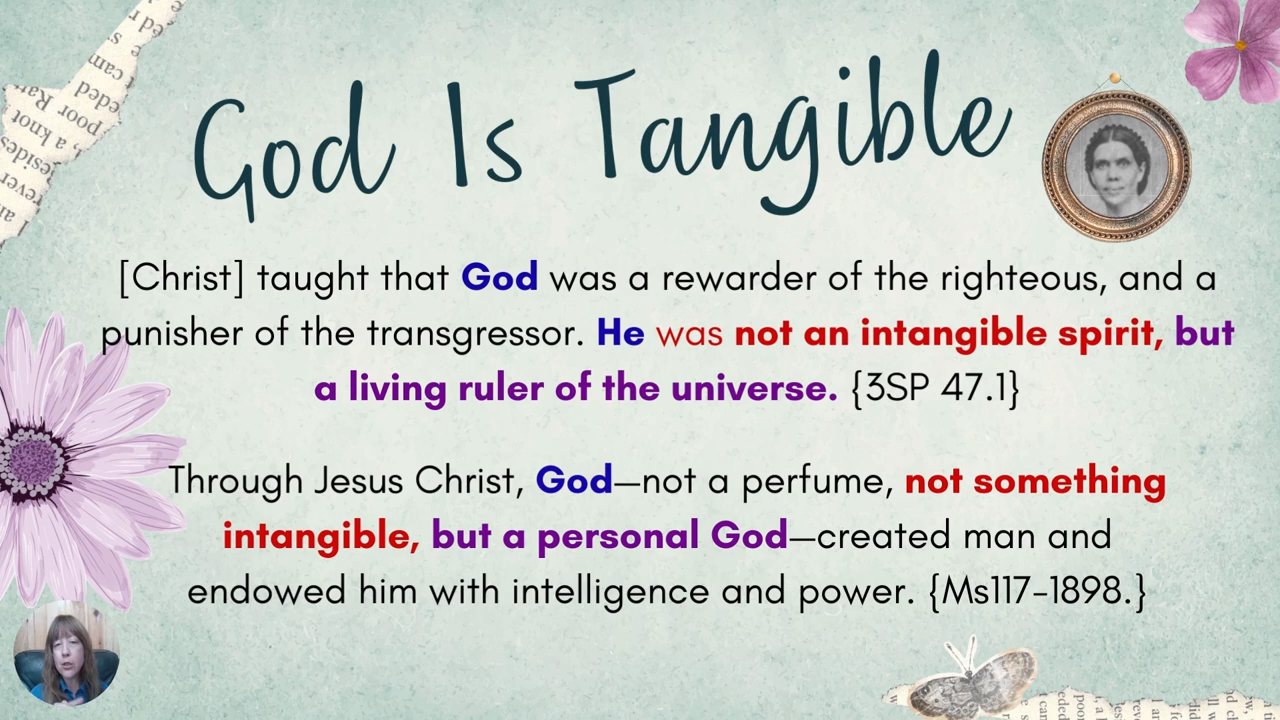 God Is Tangible
[Christ] taught that God was a rewarder of the righteous, and a
punisher of the transgressor. He was not an intangible spirit, but
a living ruler of the universe. {3SP 47.1}
Through Jesus Christ, God—not a perfume, not something
intangible, but a personal God—created man and
endowed him with intelligence and power. {Ms117-1898.}